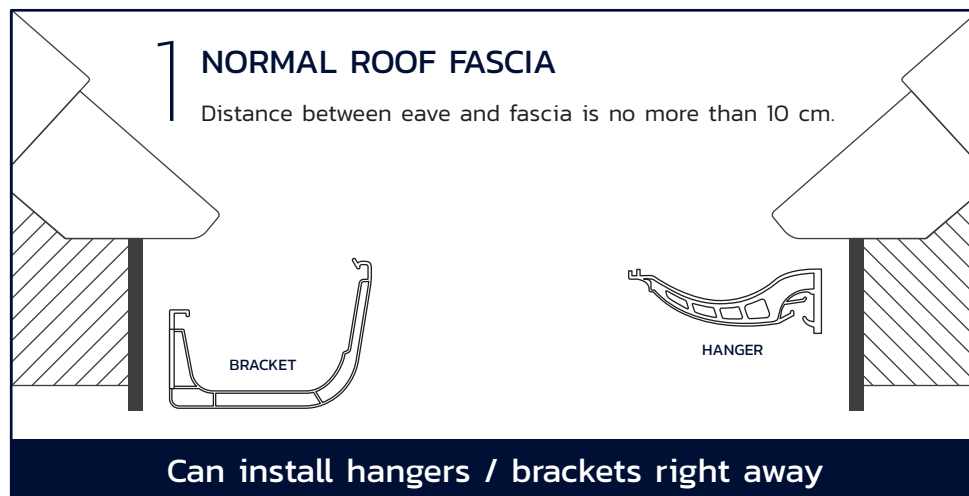 1
NORMAL ROOF FASCIA
Distance between eave and fascia is no more than 10 cm.
BRACKET
HANGER
Can install hangers / brackets right away